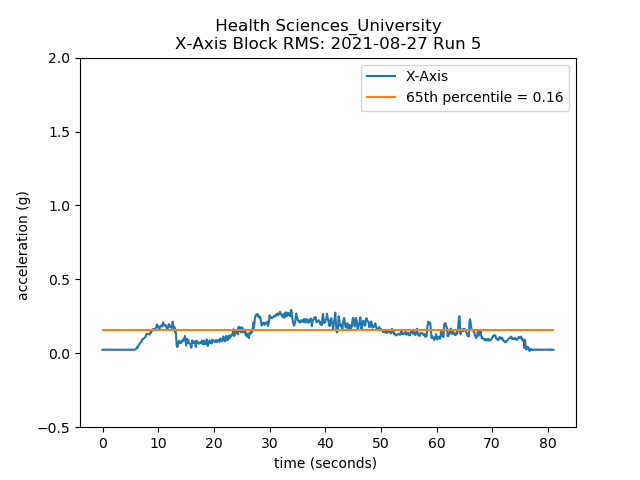 Health Sciences_University
X-Axis Block RMS: 2021-08-27 Run 5
X-Axis
65th percentile = 0.16
acceleration (g)
2.0
1.5
1.0
0.5
0.0
−0.5
0 10 20 30 40 50 60 70 80
time (seconds)